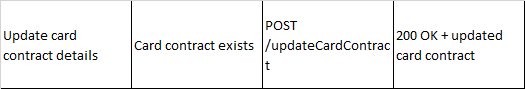 Update card
contract details
Card contract exists
POST
/updateCardContrac
t
200 OK + updated
card contract